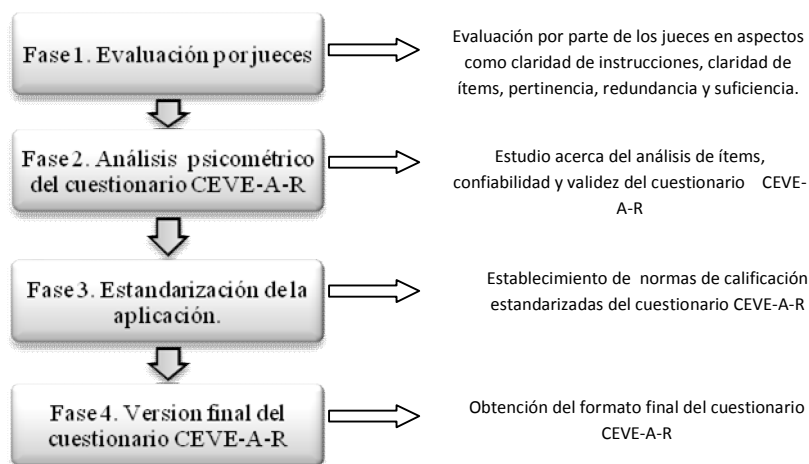 Fase 1. Evaluación por jueces
Evaluación por parte de los jueces en aspectos
como claridad de instrucciones, claridad de
ítems, pertinencia, redundancia y suficiencia.
Fase 2. Análisis psicométrico
del cuestionario CEVE-A-R
Estudio acerca del análisis de ítems,
confiabilidad y validez del cuestionario CEVE-
A-R
Fase 3. Estandarización de la
aplicación.
Establecimiento de normas de calificación
estandarizadas del cuestionario CEVE-A-R
Fase 4. Version final del
cuestionario CEVE-A-R
Obtención del formato final del cuestionario
CEVE-A-R